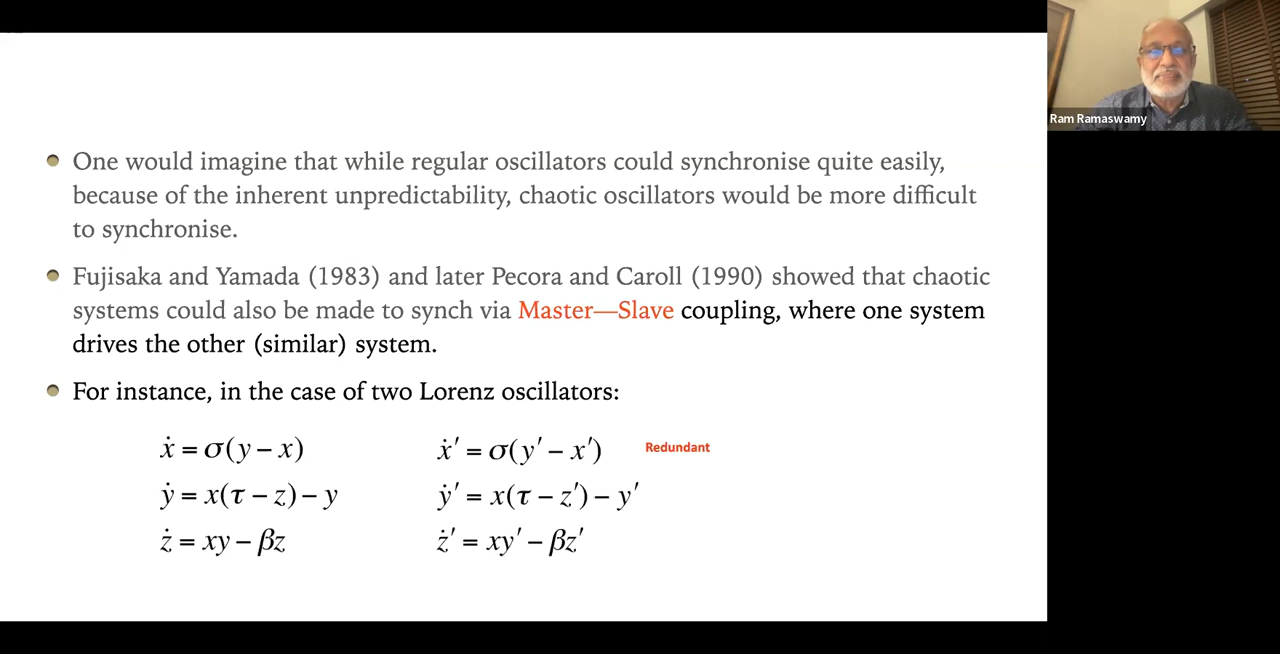 Ram Ramaswamy
One would imagine that while regular oscillators could synchronise quite easily,
because of the inherent unpredictability, chaotic oscillators would be more difficult
to synchronise.
Fujisaka and Yamada (1983) and later Pecora and Caroll (1990) showed that chaotic
systems could also be made to synch via Master—Slave coupling, where one system
drives the other (similar) system.
For instance, in the case of two Lorenz oscillators:
ẋ = σ(y − x) ẋ′ = σ(y′ − x′) Redundant
ẏ = x(τ − z) − y ẏ′ = x(τ − z′) − y′
ż = xy − βz ż′ = xy′ − βz′